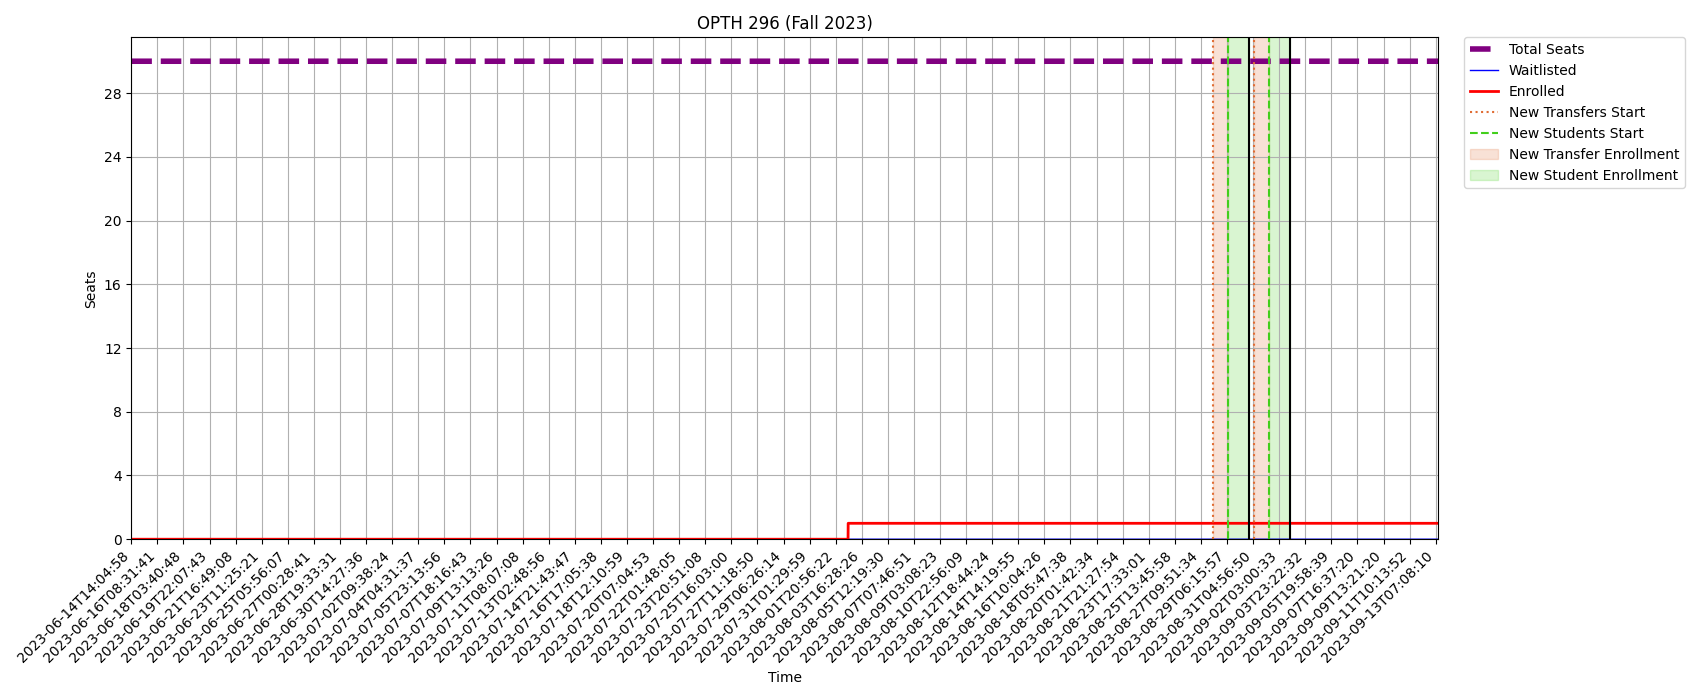 OPTH 296 (Fall 2023)
Total Seats
Waitlisted
Enrolled
New Transfers Start
New Students Start
New Transfer Enrollment
New Student Enrollment
28
24
20
16
12
8
4
0
Seats
2023-06-14T14:04:58
2023-06-16T08:31:41
2023-06-18T03:40:48
2023-06-19T22:07:43
2023-06-21T16:49:08
2023-06-23T11:25:21
2023-06-25T05:56:07
2023-06-27T00:28:41
2023-06-28T19:33:31
2023-06-30T14:27:36
2023-07-02T09:38:24
2023-07-04T04:31:37
2023-07-05T23:13:56
2023-07-07T18:16:43
2023-07-09T13:13:26
2023-07-11T08:07:08
2023-07-13T02:48:56
2023-07-14T21:43:47
2023-07-16T17:05:38
2023-07-18T12:10:59
2023-07-20T07:04:53
2023-07-22T01:48:05
2023-07-23T20:51:08
2023-07-25T16:03:00
2023-07-27T11:18:50
2023-07-29T06:26:14
2023-07-31T01:29:59
2023-08-01T20:56:22
2023-08-03T16:28:26
2023-08-05T12:19:30
2023-08-07T07:46:51
2023-08-09T03:08:23
2023-08-10T22:56:09
2023-08-12T18:44:24
2023-08-14T14:19:55
2023-08-16T10:04:26
2023-08-18T05:47:38
2023-08-20T01:42:34
2023-08-21T21:27:54
2023-08-23T17:33:01
2023-08-25T13:45:58
2023-08-27T09:51:34
2023-08-29T06:15:57
2023-08-31T04:56:50
2023-09-02T03:00:33
2023-09-03T23:22:32
2023-09-05T19:58:39
2023-09-07T16:37:20
2023-09-09T13:21:20
2023-09-11T10:13:52
2023-09-13T07:08:10
Time